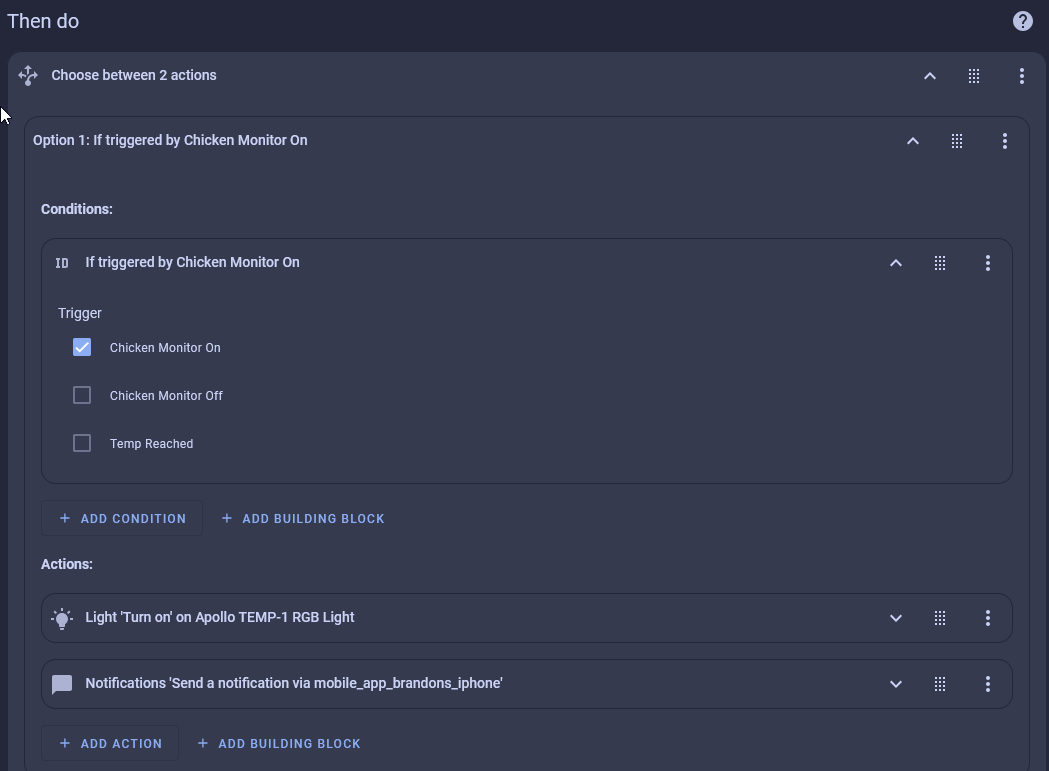 Then do
?
Choose between 2 actions
Option 1: If triggered by Chicken Monitor On
Conditions:
ID If triggered by Chicken Monitor On
Trigger
Chicken Monitor On
Chicken Monitor Off
Temp Reached
+ ADD CONDITION + ADD BUILDING BLOCK
Actions:
Light 'Turn on' on Apollo TEMP-1 RGB Light
Notifications 'Send a notification via mobile_app_brandons_iphone'
+ ADD ACTION + ADD BUILDING BLOCK